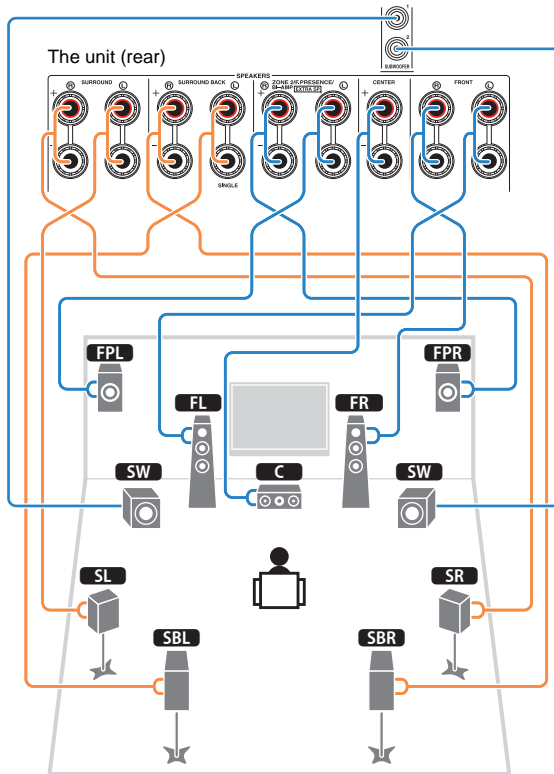 1
2
SUBWOOFER
The unit (rear)
SPEAKERS
R SURROUND L
R SURROUND BACK L
R ZONE 2/F.PRESENCE/ L
BI-AMP EXTRA SP
CENTER
R FRONT L
+ + + +
– – – –
SINGLE
FPL FPR
FL FR
SW C SW
SL SR
SBL SBR